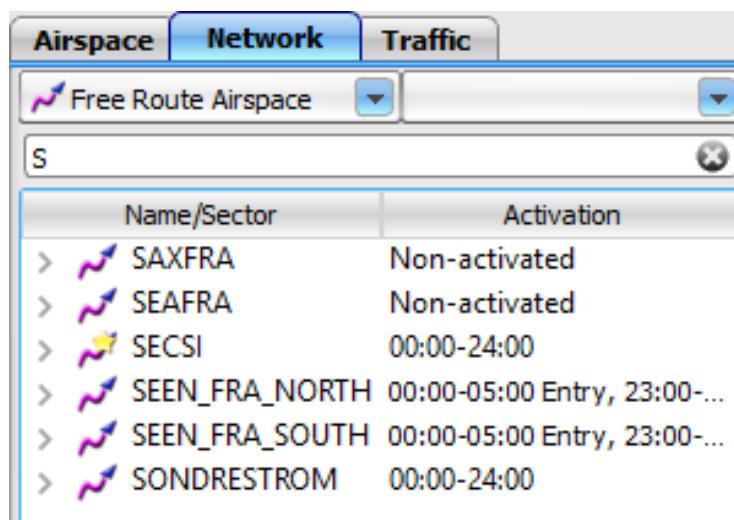 Airspace Network Traffic
Free Route Airspace
S
Name/Sector Activation
SAXFRA Non-activated
SEAFRA Non-activated
SECSI 00:00-24:00
SEEN_FRA_NORTH 00:00-05:00 Entry, 23:00-...
SEEN_FRA_SOUTH 00:00-05:00 Entry, 23:00-...
SONDRESTROM 00:00-24:00